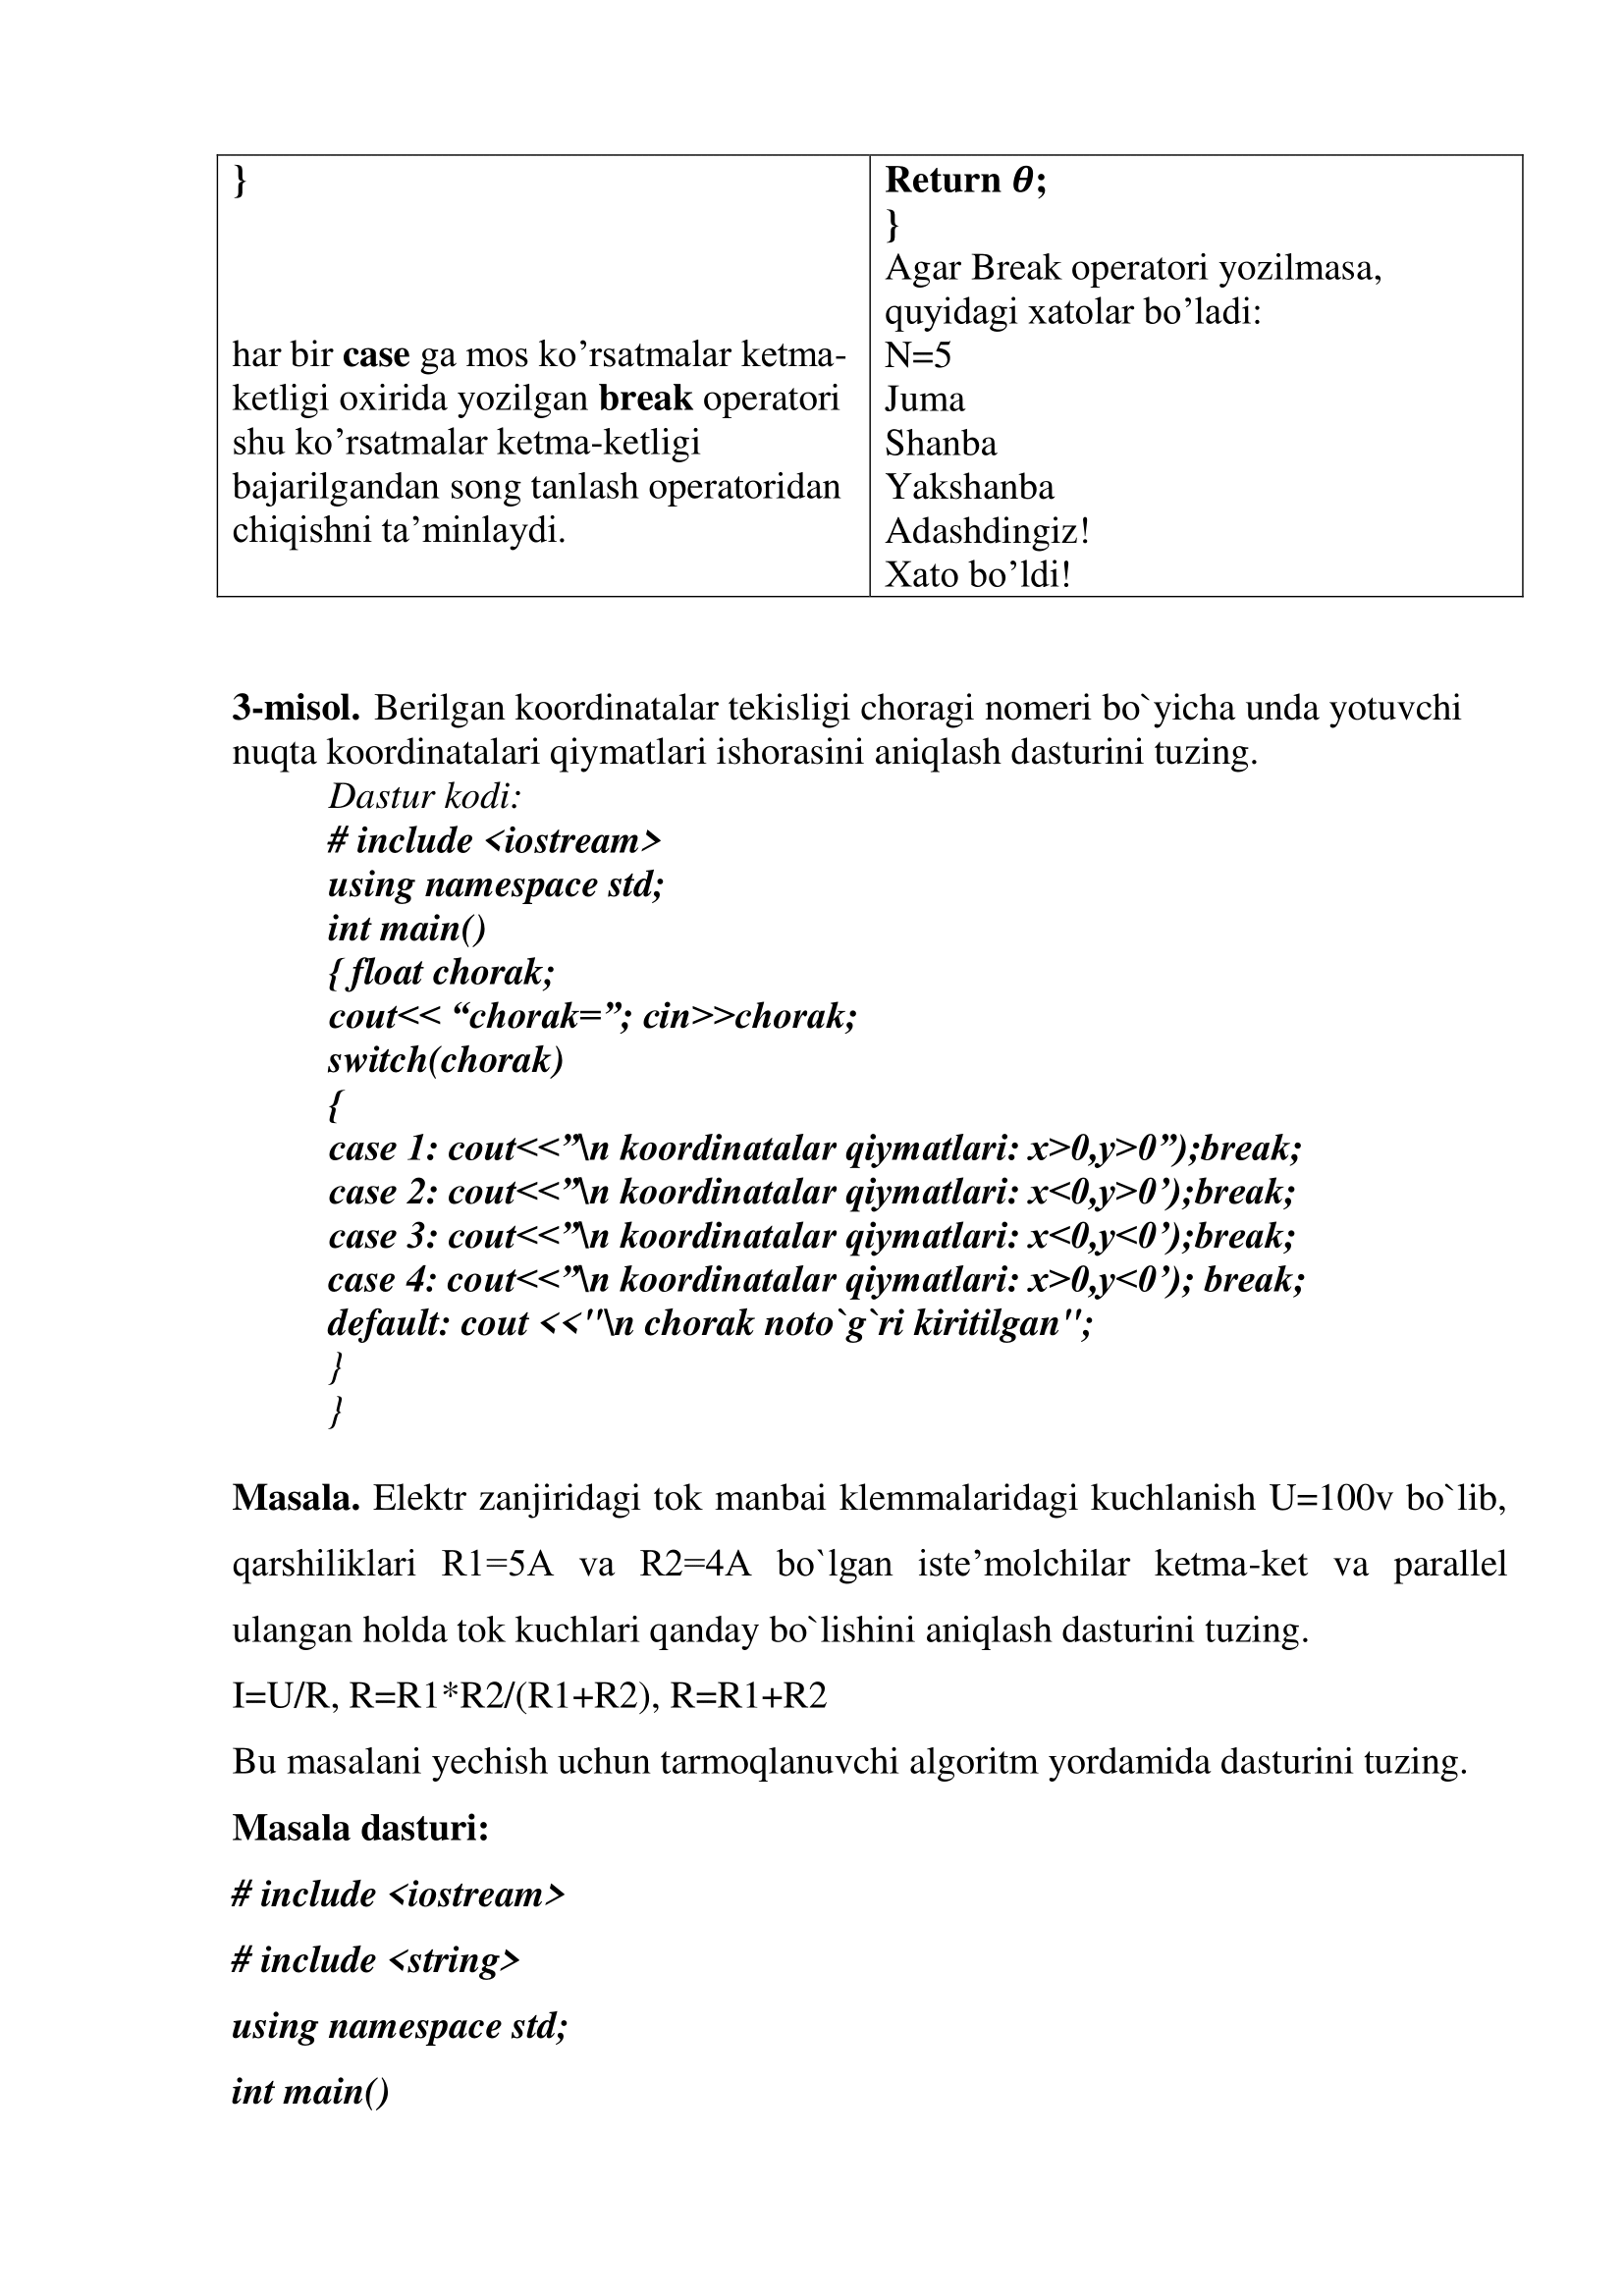 }
har bir case ga mos ko’rsatmalar ketma-
ketligi oxirida yozilgan break operatori
shu ko’rsatmalar ketma-ketligi
bajarilgandan song tanlash operatoridan
chiqishni ta’minlaydi.
Return θ;
}
Agar Break operatori yozilmasa,
quyidagi xatolar bo’ladi:
N=5
Juma
Shanba
Yakshanba
Adashdingiz!
Xato bo’ldi!
3-misol. Berilgan koordinatalar tekisligi choragi nomeri bo`yicha unda yotuvchi
nuqta koordinatalari qiymatlari ishorasini aniqlash dasturini tuzing.
Dastur kodi:
# include <iostream>
using namespace std;
int main()
{ float chorak;
cout<< “chorak=”; cin>>chorak;
switch(chorak)
{
case 1: cout<<”\n koordinatalar qiymatlari: x>0,y>0”);break;
case 2: cout<<”\n koordinatalar qiymatlari: x<0,y>0’);break;
case 3: cout<<”\n koordinatalar qiymatlari: x<0,y<0’);break;
case 4: cout<<”\n koordinatalar qiymatlari: x>0,y<0’); break;
default: cout <<"\n chorak noto`g`ri kiritilgan";
}
}
Masala. Elektr zanjiridagi tok manbai klemmalaridagi kuchlanish U=100v bo`lib,
qarshiliklari R1=5A va R2=4A bo`lgan iste’molchilar ketma-ket va parallel
ulangan holda tok kuchlari qanday bo`lishini aniqlash dasturini tuzing.
I=U/R, R=R1*R2/(R1+R2), R=R1+R2
Bu masalani yechish uchun tarmoqlanuvchi algoritm yordamida dasturini tuzing.
Masala dasturi:
# include <iostream>
# include <string>
using namespace std;
int main()